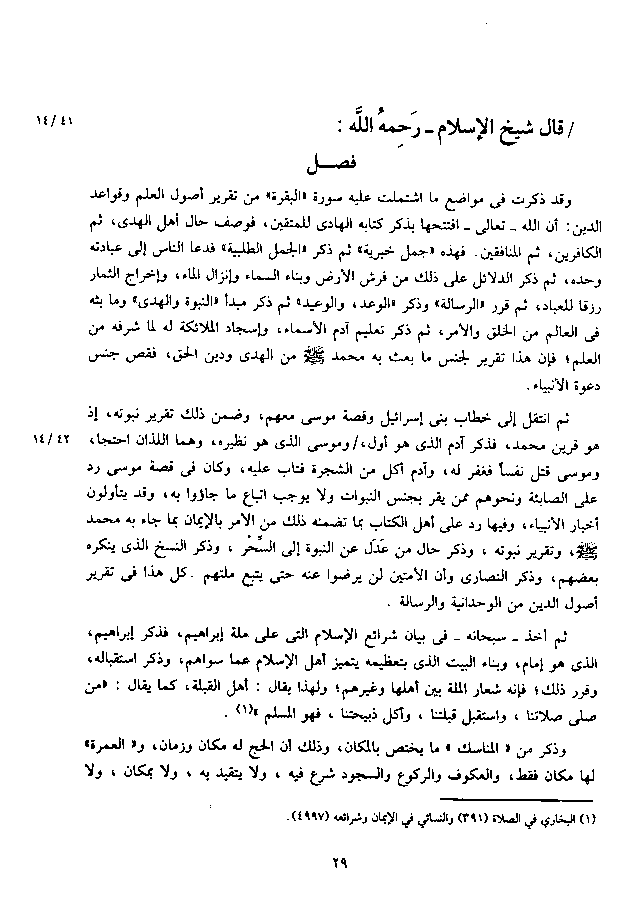 ١٤/٤١
/ قال شيخ الإسلام ـ رَحِمهُ اللَّه :
فصــل
وقد ذكرت فى مواضع ما اشتملت عليه سورة «البقرة» من تقرير أصول العلم وقواعد
الدين: أن الله ـ تعالى ـ افتتحها بذكر كتابه الهادى للمتقين، فوصف حال أهل الهدى، ثم
الكافرين، ثم المنافقين. فهذه «جمل خبرية» ثم ذكر «الجمل الطلبية» فدعا الناس إلى عبادته
وحده، ثم ذكر الدلائل على ذلك من فرش الأرض وبناء السماء وإنزال الماء، وإخراج الثمار
رزقا للعباد، ثم قرر «الرسالة» وذكر «الوعد، والوعيد» ثم ذكر مبدأ «النبوة والهدى» وما بثه
فى العالم من الخلق والأمر، ثم ذكر تعليم آدم الأسماء، وإسجاد الملائكة له لما شرفه من
العلم؛ فإن هذا تقرير لجنس ما بعث به محمد ﷺ من الهدى ودين الحق، فقص جنس
دعوة الأنبياء.
ثم انتقل إلى خطاب بنى إسرائيل وقصة موسى معهم، وضمن ذلك تقرير نبوته، إذ
١٤/٤٢
هو قرين محمد، فذكر آدم الذى هو أول،/وموسى الذى هو نظيره، وهما اللذان احتجا،
وموسى قتل نفساً فغفر له، وآدم أكل من الشجرة فتاب عليه، وكان فى قصة موسى رد
على الصابئة ونحوهم ممن يقر بجنس النبوات ولا يوجب اتباع ما جاؤوا به، وقد يتأولون
أخبار الأنبياء، وفيها رد على أهل الكتاب بما تضمنه ذلك من الأمر بالإيمان بما جاء به محمد
ﷺ، وتقرير نبوته ، وذكر حال من عَدَل عن النبوة إلى السِّحْر ، وذكر النسخ الذى ينكره
بعضهم، وذكر النصارى وأن الأمتين لن يرضوا عنه حتى يتبع ملتهم .كل هذا فى تقرير
أصول الدين من الوحدانية والرسالة .
ثم أخذ ـ سبحانه ـ فى بيان شرائع الإسلام التى على ملة إبراهيم، فذكر إبراهيم،
الذى هو إمام، وبناء البيت الذى بتعظيمه يتميز أهل الإسلام عما سواهم، وذكر استقباله،
وقرر ذلك؛ فإنه شعار الملة بين أهلها وغيرهم؛ ولهذا يقال : أهل القبلة، كما يقال : «من
صلى صلاتنا ، واستقبل قبلتنا ، وأكل ذبيحتنا ، فهو المسلم »(١) .
وذكر من « المناسك » ما يختص بالمكان، وذلك أن الحج له مكان وزمان، و« العمرة»
لها مكان فقط، والعكوف والركوع والسجود شرع فيه ، ولا يتقيد به ، ولا بمكان ، ولا
(١) البخاري في الصلاة (٣٩١) والنسائي في الإيمان وشرائعه (٤٩٩٧).
٢٩